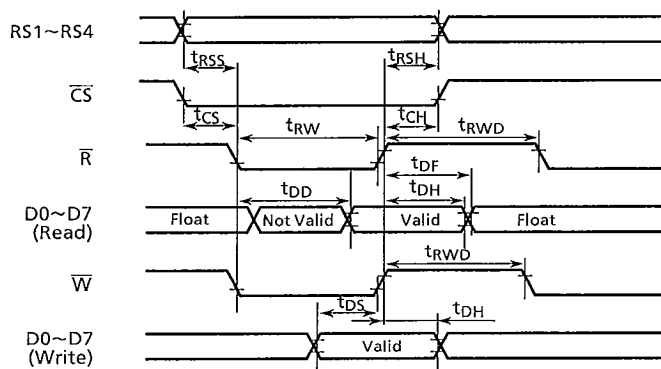 RS1~RS4
tRSS
tRSH
CS
tCS
tRW
tCH
tRWD
R
tDF
tDD
tDH
D0~D7
(Read)
Float
Not Valid
Valid
Float
tRWD
W
tDS
tDH
D0~D7
(Write)
Valid